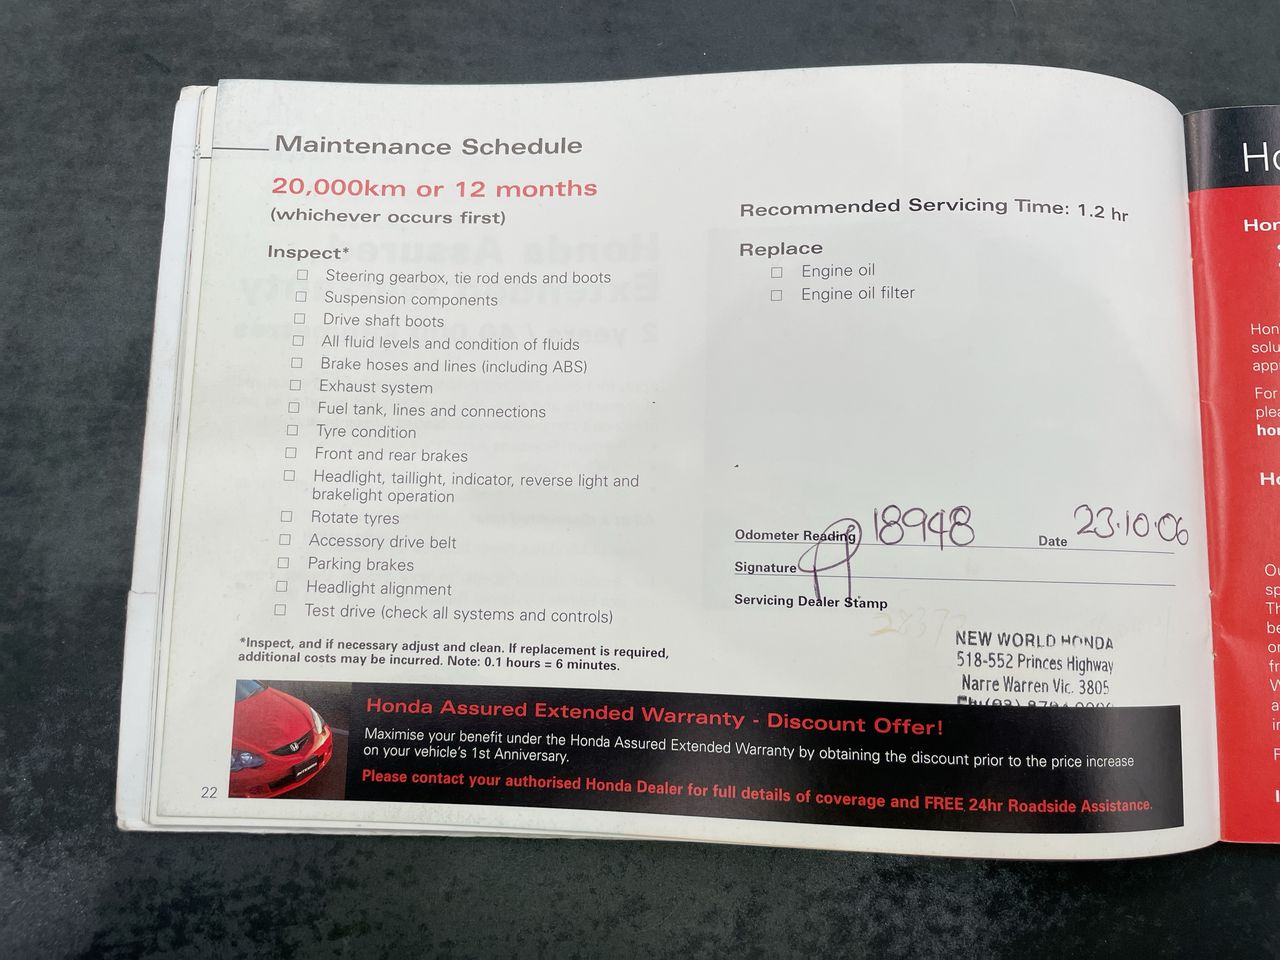 Maintenance Schedule
20,000km or 12 months
(whichever occurs first)
Inspect*
Steering gearbox, tie rod ends and boots
Suspension components
Drive shaft boots
All fluid levels and condition of fluids
Brake hoses and lines (including ABS)
Exhaust system
Fuel tank, lines and connections
Tyre condition
Front and rear brakes
Headlight, taillight, indicator, reverse light and
brakelight operation
Rotate tyres
Accessory drive belt
Parking brakes
Headlight alignment
Test drive (check all systems and controls)
*Inspect, and if necessary adjust and clean. If replacement is required,
additional costs may be incurred. Note: 0.1 hours = 6 minutes.
Recommended Servicing Time: 1.2 hr
Replace
Engine oil
Engine oil filter
Odometer Reading 18948 Date 23.10.06
Signature
Servicing Dealer Stamp
NEW WORLD HONDA
518-552 Princes Highway
Narre Warren Vic. 3805
Honda Assured Extended Warranty - Discount Offer!
Maximise your benefit under the Honda Assured Extended Warranty by obtaining the discount prior to the price increase
on your vehicle's 1st Anniversary.
Please contact your authorised Honda Dealer for full details of coverage and FREE 24hr Roadside Assistance.
22